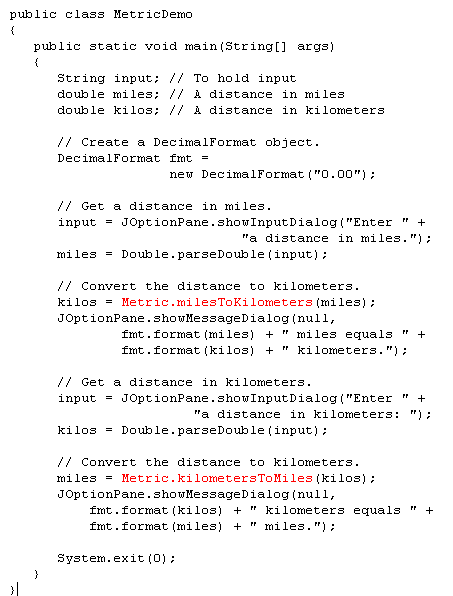 public class MetricDemo
{
   public static void main(String[] args)
   {
      String input; // To hold input
      double miles; // A distance in miles
      double kilos; // A distance in kilometers

      // Create a DecimalFormat object.
      DecimalFormat fmt =
                    new DecimalFormat("0.00");

      // Get a distance in miles.
      input = JOptionPane.showInputDialog("Enter " +
                             "a distance in miles.");
      miles = Double.parseDouble(input);

      // Convert the distance to kilometers.
      kilos = Metric.milesToKilometers(miles);
      JOptionPane.showMessageDialog(null,
              fmt.format(miles) + " miles equals " +
              fmt.format(kilos) + " kilometers.");

      // Get a distance in kilometers.
      input = JOptionPane.showInputDialog("Enter " +
                       "a distance in kilometers: ");
      kilos = Double.parseDouble(input);

      // Convert the distance to kilometers.
      miles = Metric.kilometersToMiles(kilos);
      JOptionPane.showMessageDialog(null,
          fmt.format(kilos) + " kilometers equals " +
          fmt.format(miles) + " miles.");

      System.exit(0);
   }
}